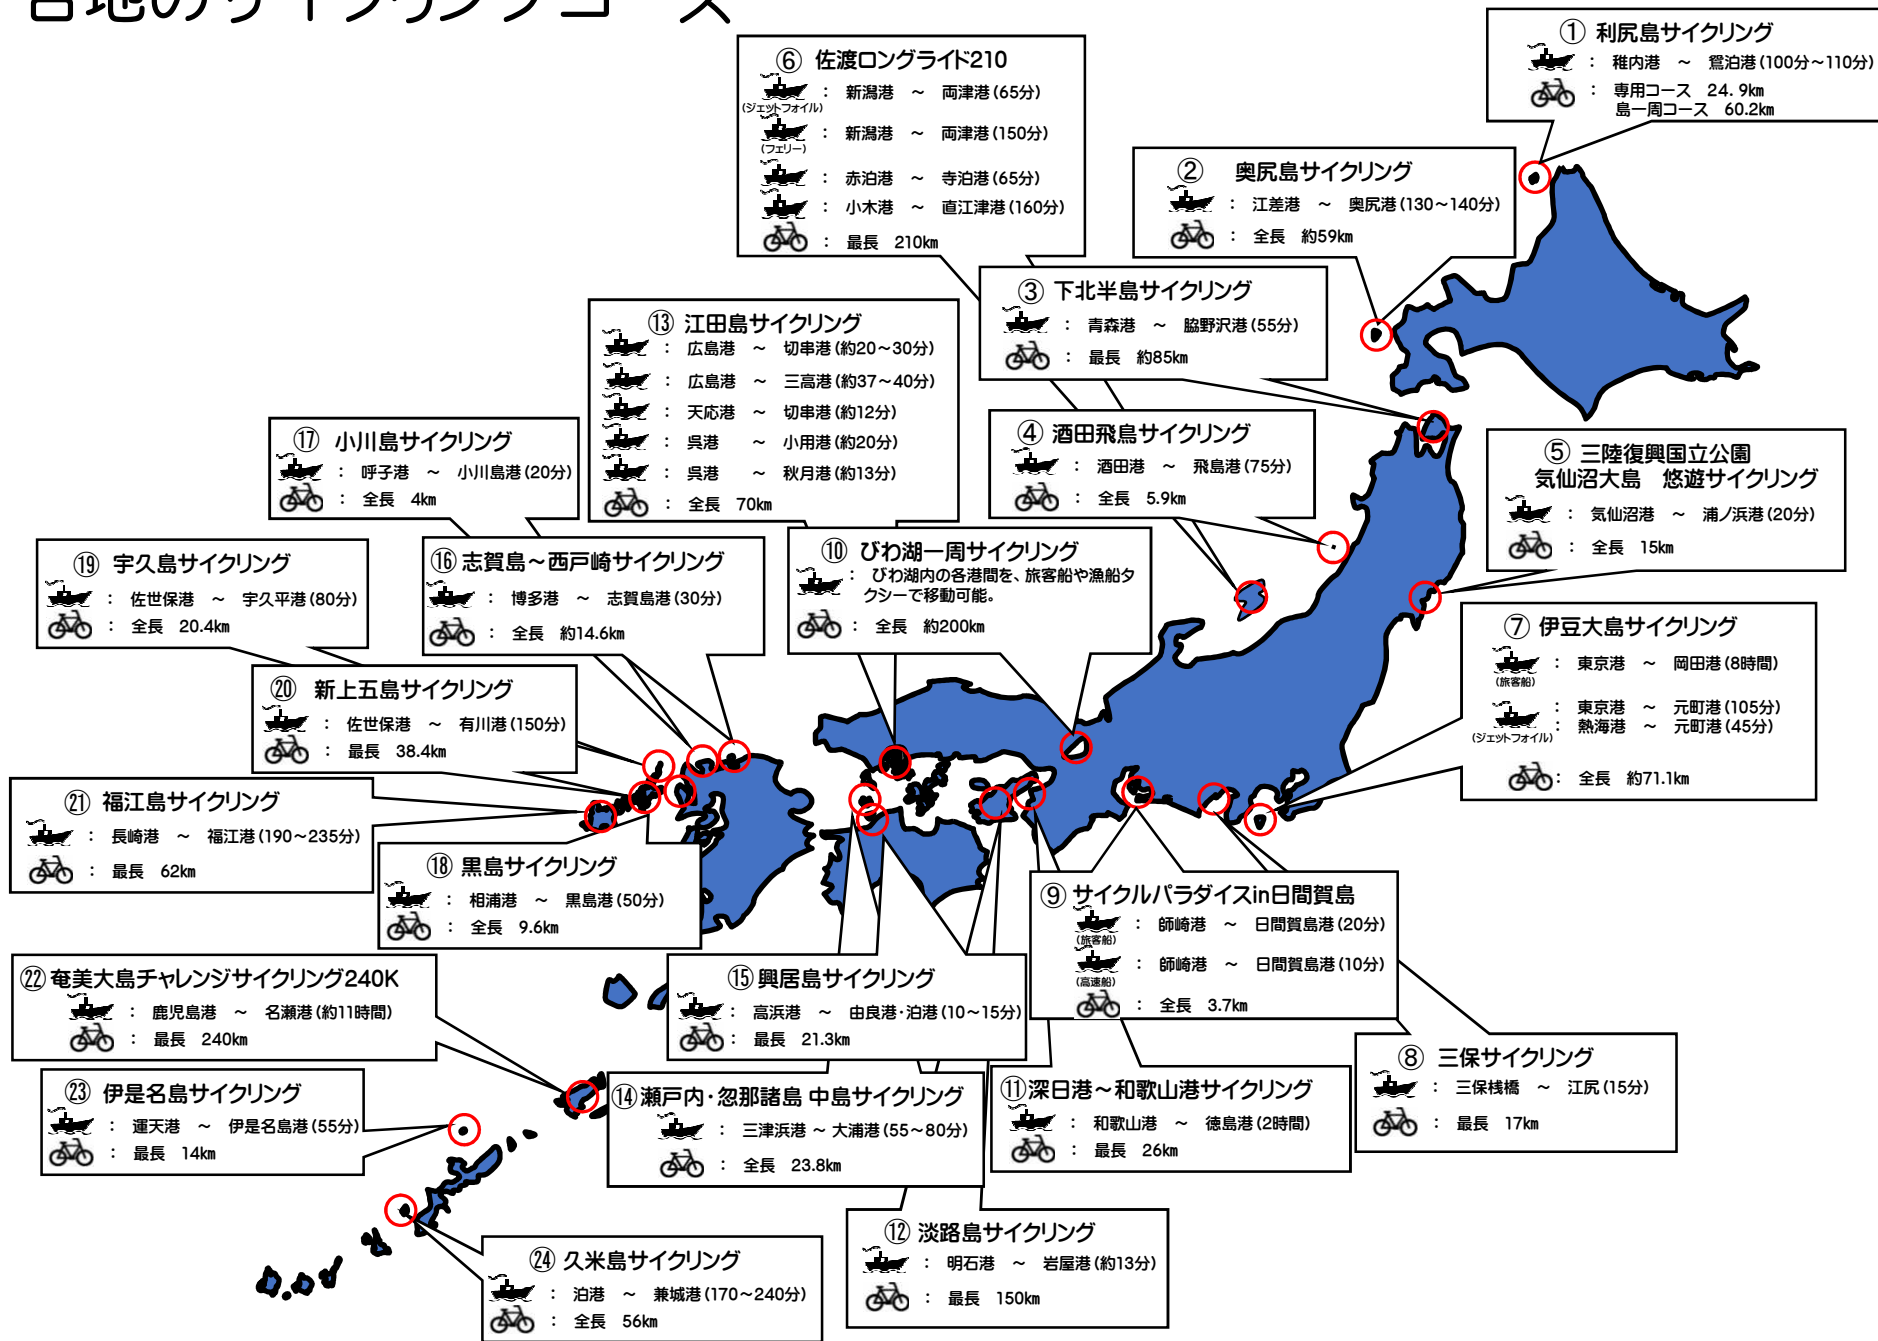 各地のサイクリングコース
① 利尻島サイクリング
： 稚内港 ～ 鴛泊港(100分～110分)
： 専用コース 24.9km
島一周コース 60.2km
② 奥尻島サイクリング
： 江差港 ～ 奥尻港(130～140分)
： 全長 約59km
③ 下北半島サイクリング
： 青森港 ～ 脇野沢港(55分)
： 最長 約85km
④ 酒田飛島サイクリング
： 酒田港 ～ 飛島港(75分)
： 全長 5.9km
⑤ 三陸復興国立公園
気仙沼大島 悠遊サイクリング
： 気仙沼港 ～ 浦ノ浜港(20分)
： 全長 15km
⑥ 佐渡ロングライド210
： 新潟港 ～ 両津港(65分)
(ジェットフォイル)
： 新潟港 ～ 両津港(150分)
(フェリー)
： 赤泊港 ～ 寺泊港(65分)
： 小木港 ～ 直江津港(160分)
： 最長 210km
⑦ 伊豆大島サイクリング
： 東京港 ～ 岡田港(8時間)
(旅客船)
： 東京港 ～ 元町港(105分)
： 熱海港 ～ 元町港(45分)
(ジェットフォイル)
： 全長 約71.1km
⑧ 三保サイクリング
： 三保桟橋 ～ 江尻(15分)
： 最長 17km
⑨ サイクルパラダイスin日間賀島
： 師崎港 ～ 日間賀島港(20分)
(旅客船)
： 師崎港 ～ 日間賀島港(10分)
(高速船)
： 全長 3.7km
⑩ びわ湖一周サイクリング
： びわ湖内の各港間を、旅客船や漁船タ
クシーで移動可能。
： 全長 約200km
⑪ 深日港～和歌山港サイクリング
： 和歌山港 ～ 徳島港(2時間)
： 最長 26km
⑫ 淡路島サイクリング
： 明石港 ～ 岩屋港(約13分)
： 最長 150km
⑬ 江田島サイクリング
： 広島港 ～ 切串港(約20～30分)
： 広島港 ～ 三高港(約37～40分)
： 天応港 ～ 切串港(約12分)
： 呉港 ～ 小用港(約20分)
： 呉港 ～ 秋月港(約13分)
： 全長 70km
⑭ 瀬戸内・忽那諸島 中島サイクリング
： 三津浜港 ～ 大浦港(55～80分)
： 全長 23.8km
⑮ 興居島サイクリング
： 高浜港 ～ 由良港・泊港(10～15分)
： 最長 21.3km
⑯ 志賀島～西戸崎サイクリング
： 博多港 ～ 志賀島港(30分)
： 全長 約14.6km
⑰ 小川島サイクリング
： 呼子港 ～ 小川島港(20分)
： 全長 4km
⑱ 黒島サイクリング
： 相浦港 ～ 黒島港(50分)
： 全長 9.6km
⑲ 宇久島サイクリング
： 佐世保港 ～ 宇久平港(80分)
： 全長 20.4km
⑳ 新上五島サイクリング
： 佐世保港 ～ 有川港(150分)
： 最長 38.4km
㉑ 福江島サイクリング
： 長崎港 ～ 福江港(190～235分)
： 最長 62km
㉒ 奄美大島チャレンジサイクリング240K
： 鹿児島港 ～ 名瀬港(約11時間)
： 最長 240km
㉓ 伊是名島サイクリング
： 運天港 ～ 伊是名島港(55分)
： 最長 14km
㉔ 久米島サイクリング
： 泊港 ～ 兼城港(170～240分)
： 全長 56km